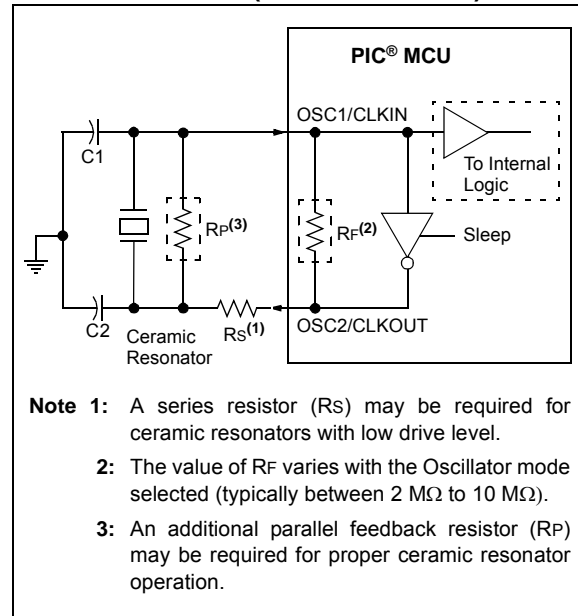 PIC® MCU
OSC1/CLKIN
C1
To Internal
Logic
RP(3)
RF(2)
Sleep
C2
Ceramic
Resonator
RS(1)
OSC2/CLKOUT
Note 1: A series resistor (RS) may be required for
ceramic resonators with low drive level.
2: The value of RF varies with the Oscillator mode
selected (typically between 2 MΩ to 10 MΩ).
3: An additional parallel feedback resistor (RP)
may be required for proper ceramic resonator
operation.